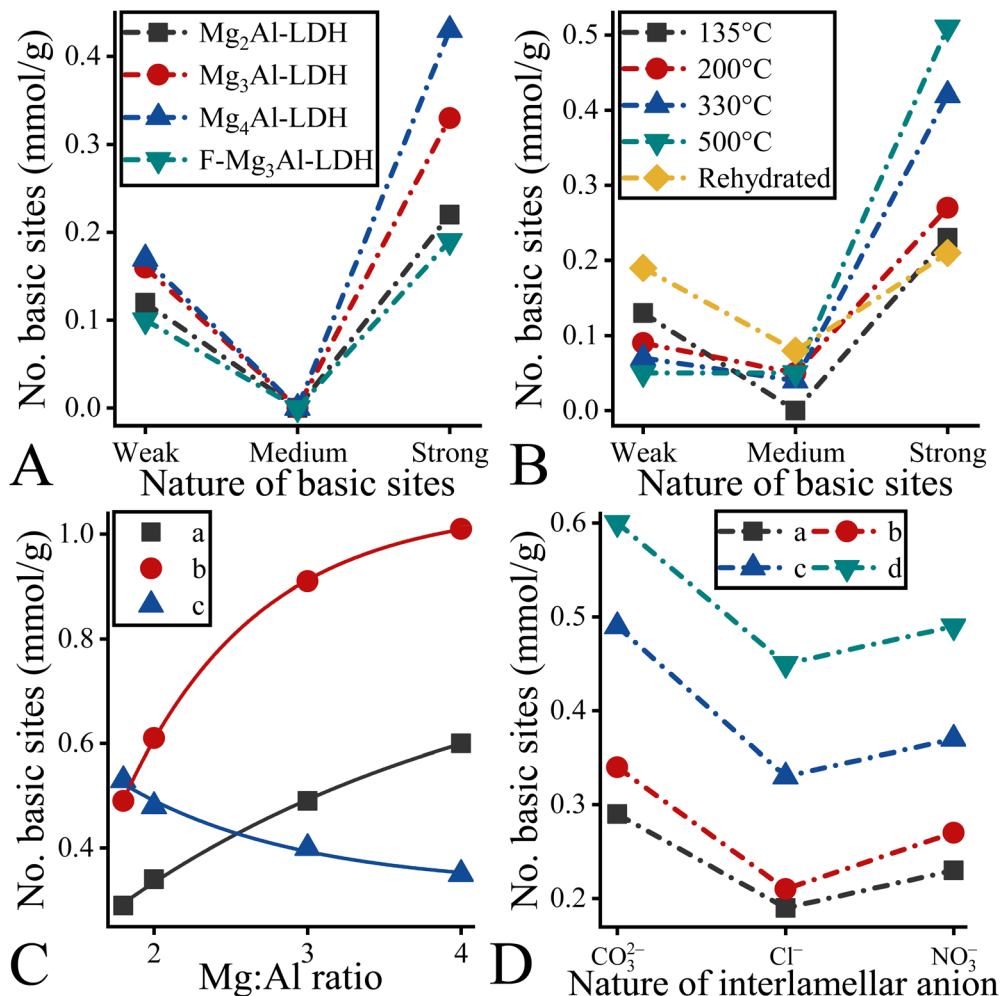 No. basic sites (mmol/g)
0.4
0.3
0.2
0.1
0.0
Mg₂Al-LDH
Mg₃Al-LDH
Mg₄Al-LDH
F-Mg₃Al-LDH
Weak Medium Strong
Nature of basic sites
A
No. basic sites (mmol/g)
0.5
0.4
0.3
0.2
0.1
0.0
135°C
200°C
330°C
500°C
Rehydrated
Weak Medium Strong
Nature of basic sites
B
No. basic sites (mmol/g)
1.0
0.8
0.6
0.4
a
b
c
2 3 4
Mg:Al ratio
C
No. basic sites (mmol/g)
0.6
0.5
0.4
0.3
0.2
a b
c d
CO₃²⁻ Cl⁻ NO₃⁻
Nature of interlamellar anion
D